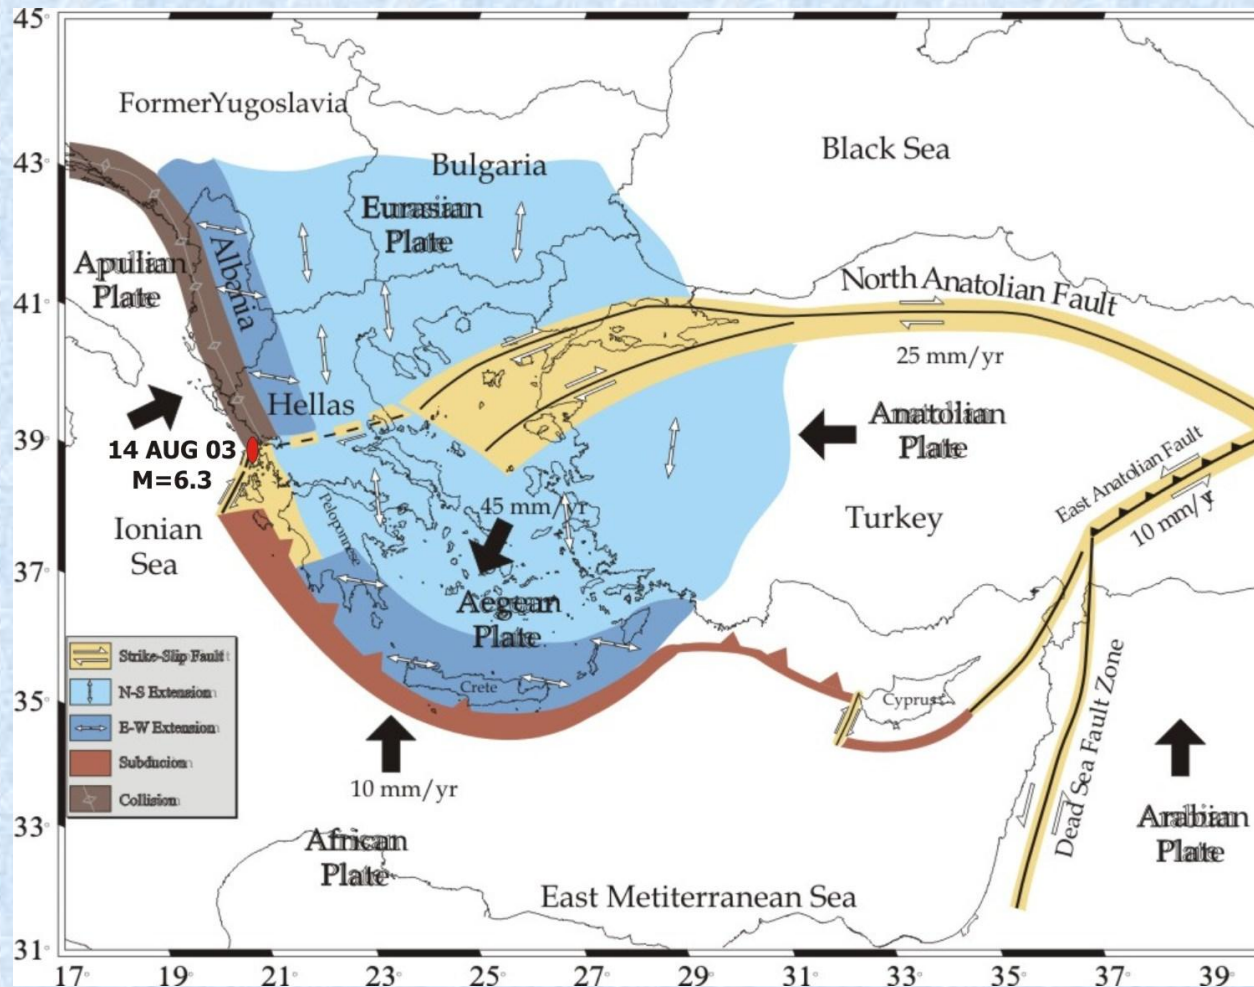 45°
43°
41°
39°
37°
35°
33°
31°
17°
19°
21°
23°
25°
27°
29°
31°
33°
35°
37°
39°
FormerYugoslavia
Bulgaria
Black Sea
Eurasian
Plate
Albania
Apulian
Plate
North Anatolian Fault
25 mm/yr
Hellas
Anatolian
Plate
14 AUG 03
M=6.3
East Anatolian Fault
10 mm/y
Peloponnese
45 mm/yr
Turkey
Ionian
Sea
Aegean
Plate
Crete
Cyprus
Strike-Slip Fault
N-S Extension
E-W Extension
Subducion
Collision
10 mm/yr
Dead Sea Fault Zone
African
Plate
Arabian
Plate
East Metiterranean Sea